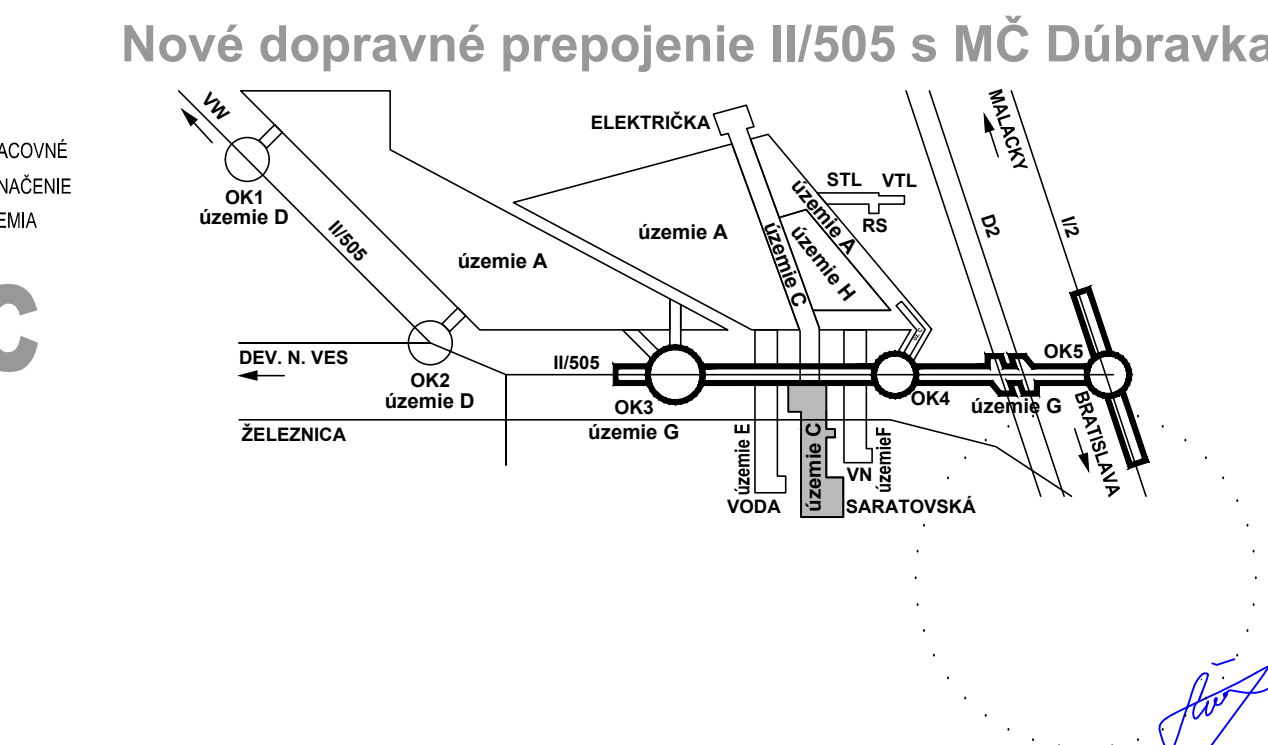 Nové dopravné prepojenie II/505 s MČ Dúbravka
ACOVNÉ
NAČENIE
EMIA
C
VW
OK1
území D
II/505
územie A
územie A
ELEKTRIČKA
územie C
územie A
územie H
STL VTL
RS
D2
MALACKY
I/2
DEV. N. VES
OK2
územie D
II/505
OK3
územie G
OK4
územie G
OK5
BRATISLAVA
ŽELEZNICA
územie E
VODA
územie C
SARATOVSKÁ
VN
územieF